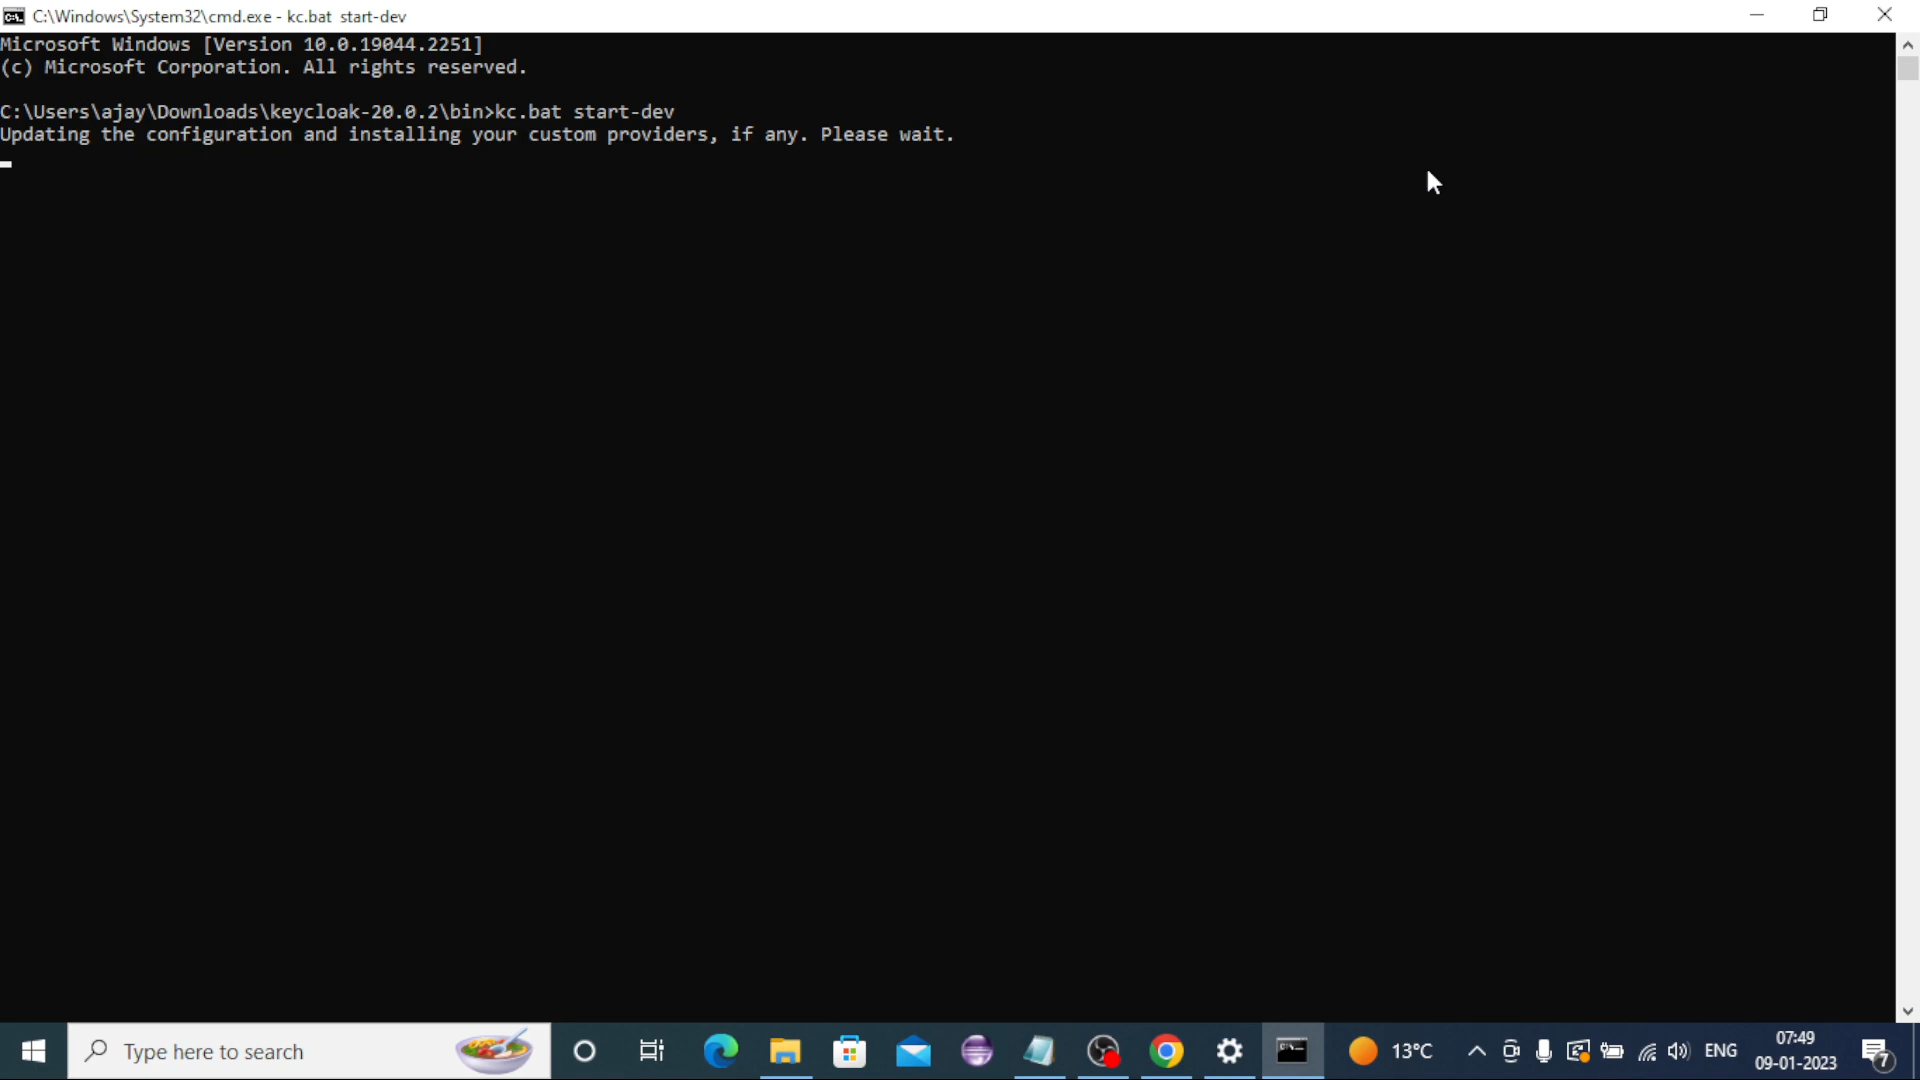 C:\Windows\System32\cmd.exe - kc.bat start-dev
Microsoft Windows [Version 10.0.19044.2251]
(c) Microsoft Corporation. All rights reserved.
C:\Users\ajay\Downloads\keycloak-20.0.2\bin>kc.bat start-dev
Updating the configuration and installing your custom providers, if any. Please wait.
Type here to search
13°C
ENG
07:49
09-01-2023
7